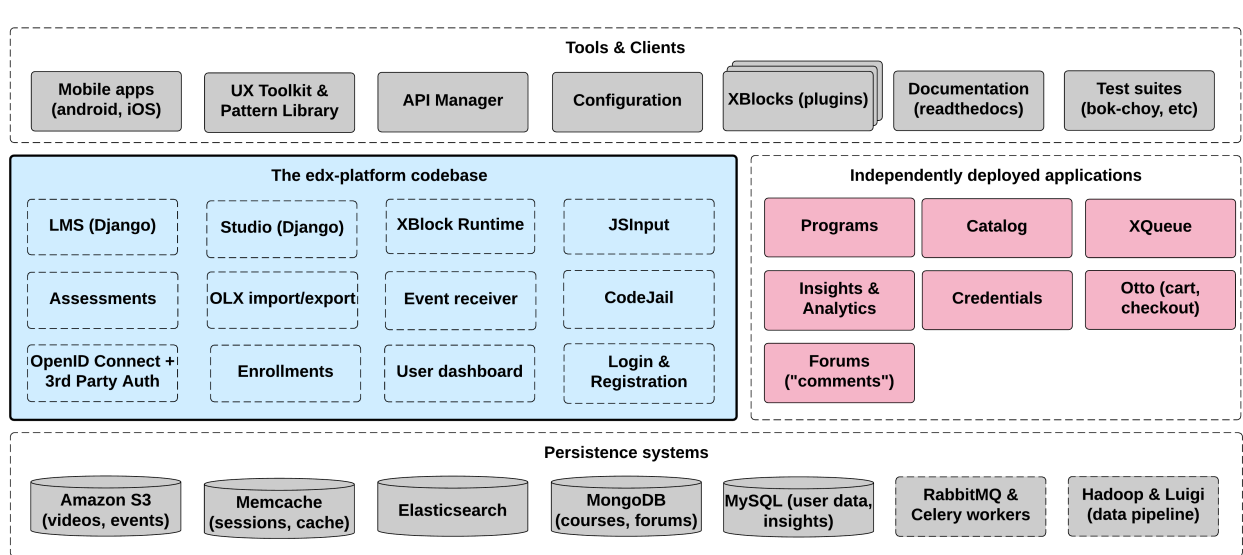 Tools & Clients
Mobile apps
(android, iOS)
UX Toolkit &
Pattern Library
API Manager
Configuration
XBlocks (plugins)
Documentation
(readthedocs)
Test suites
(bok-choy, etc)
The edx-platform codebase
LMS (Django)
Studio (Django)
XBlock Runtime
JSInput
Assessments
OLX import/export
Event receiver
CodeJail
OpenID Connect +
3rd Party Auth
Enrollments
User dashboard
Login &
Registration
Independently deployed applications
Programs
Catalog
XQueue
Insights &
Analytics
Credentials
Otto (cart,
checkout)
Forums
("comments")
Persistence systems
Amazon S3
(videos, events)
Memcache
(sessions, cache)
Elasticsearch
MongoDB
(courses, forums)
MySQL (user data,
insights)
RabbitMQ &
Celery workers
Hadoop & Luigi
(data pipeline)